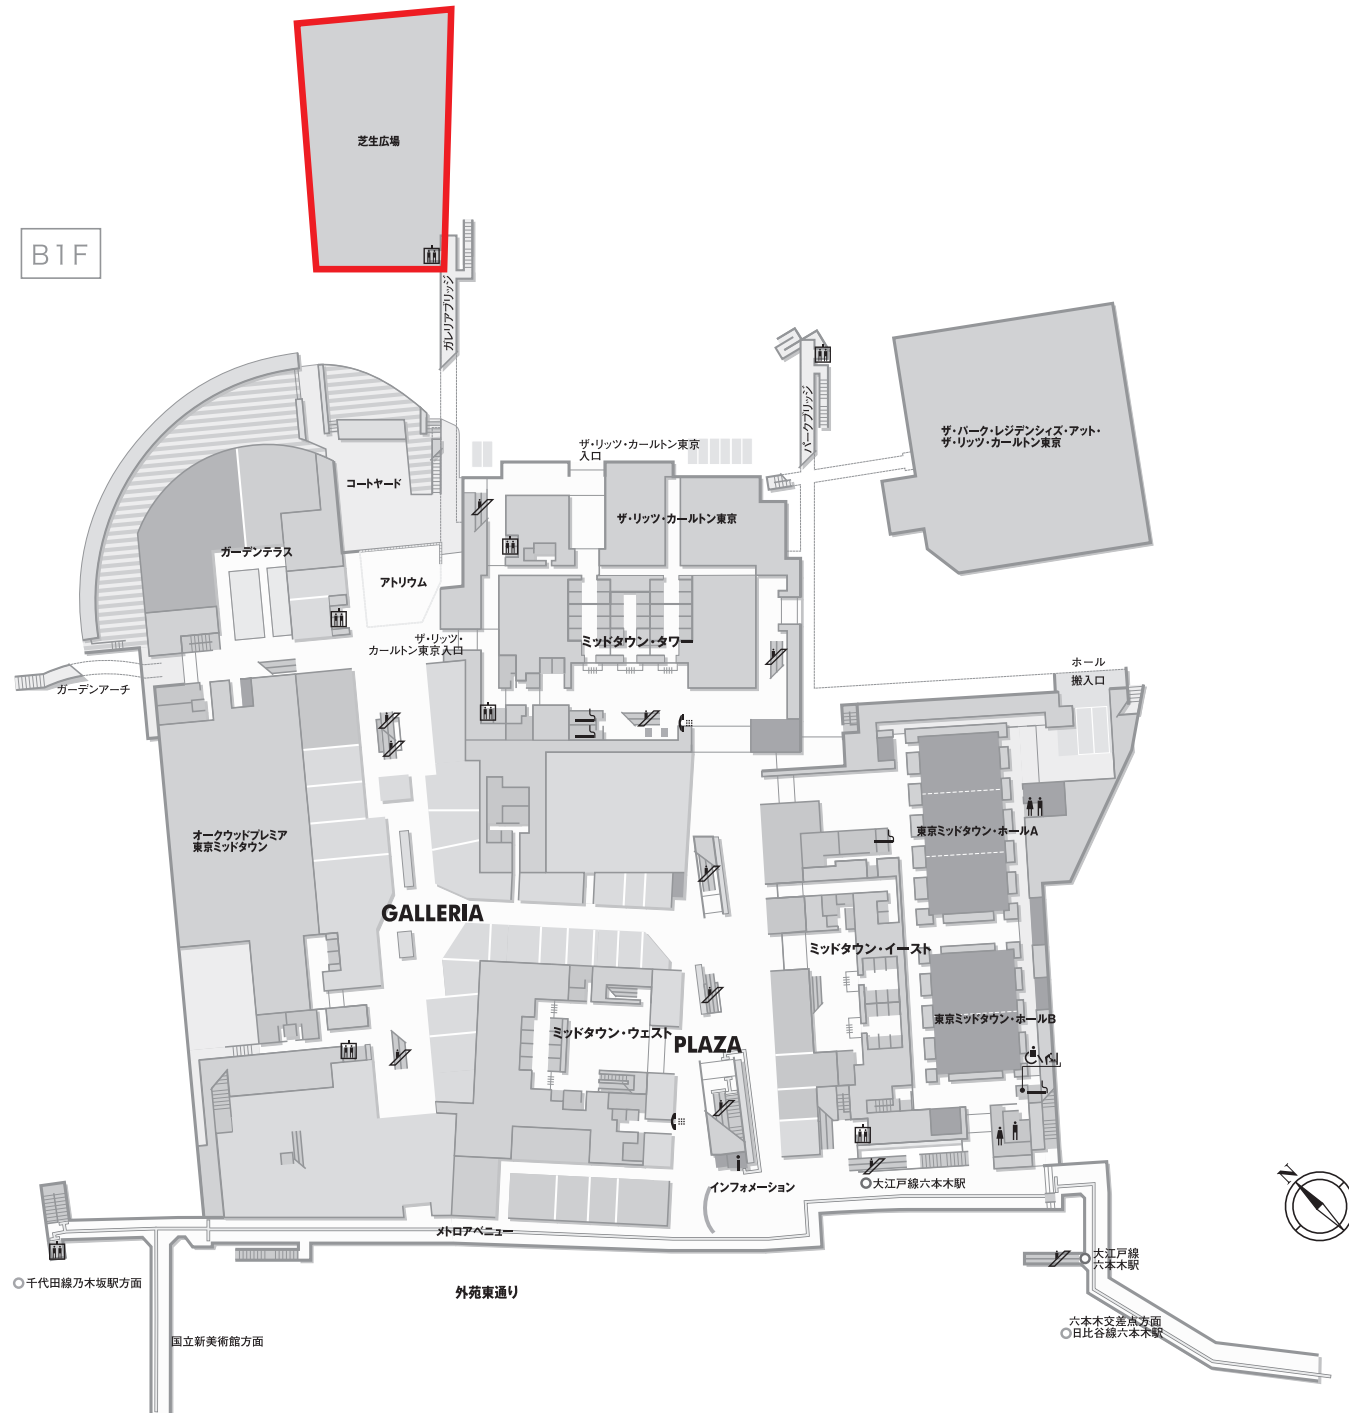 芝生広場
B1F
ガレリアブリッジ
パークブリッジ
ザ・パーク・レジデンシィズ・アット・
ザ・リッツ・カールトン東京
ザ・リッツ・カールトン東京
入口
コートヤード
ザ・リッツ・カールトン東京
ガーデンテラス
アトリウム
ザ・リッツ・
カールトン東京入口
ミッドタウン・タワー
ホール
搬入口
ガーデンアーチ
オークウッドプレミア
東京ミッドタウン
東京ミッドタウン・ホールA
GALLERIA
ミッドタウン・イースト
東京ミッドタウン・ホールB
ミッドタウン・ウェスト
PLAZA
i
インフォメーション
大江戸線六本木駅
N
メトロアベニュー
大江戸線
六本木駅
千代田線乃木坂駅方面
外苑東通り
六本木交差点方面
日比谷線六本木駅
国立新美術館方面